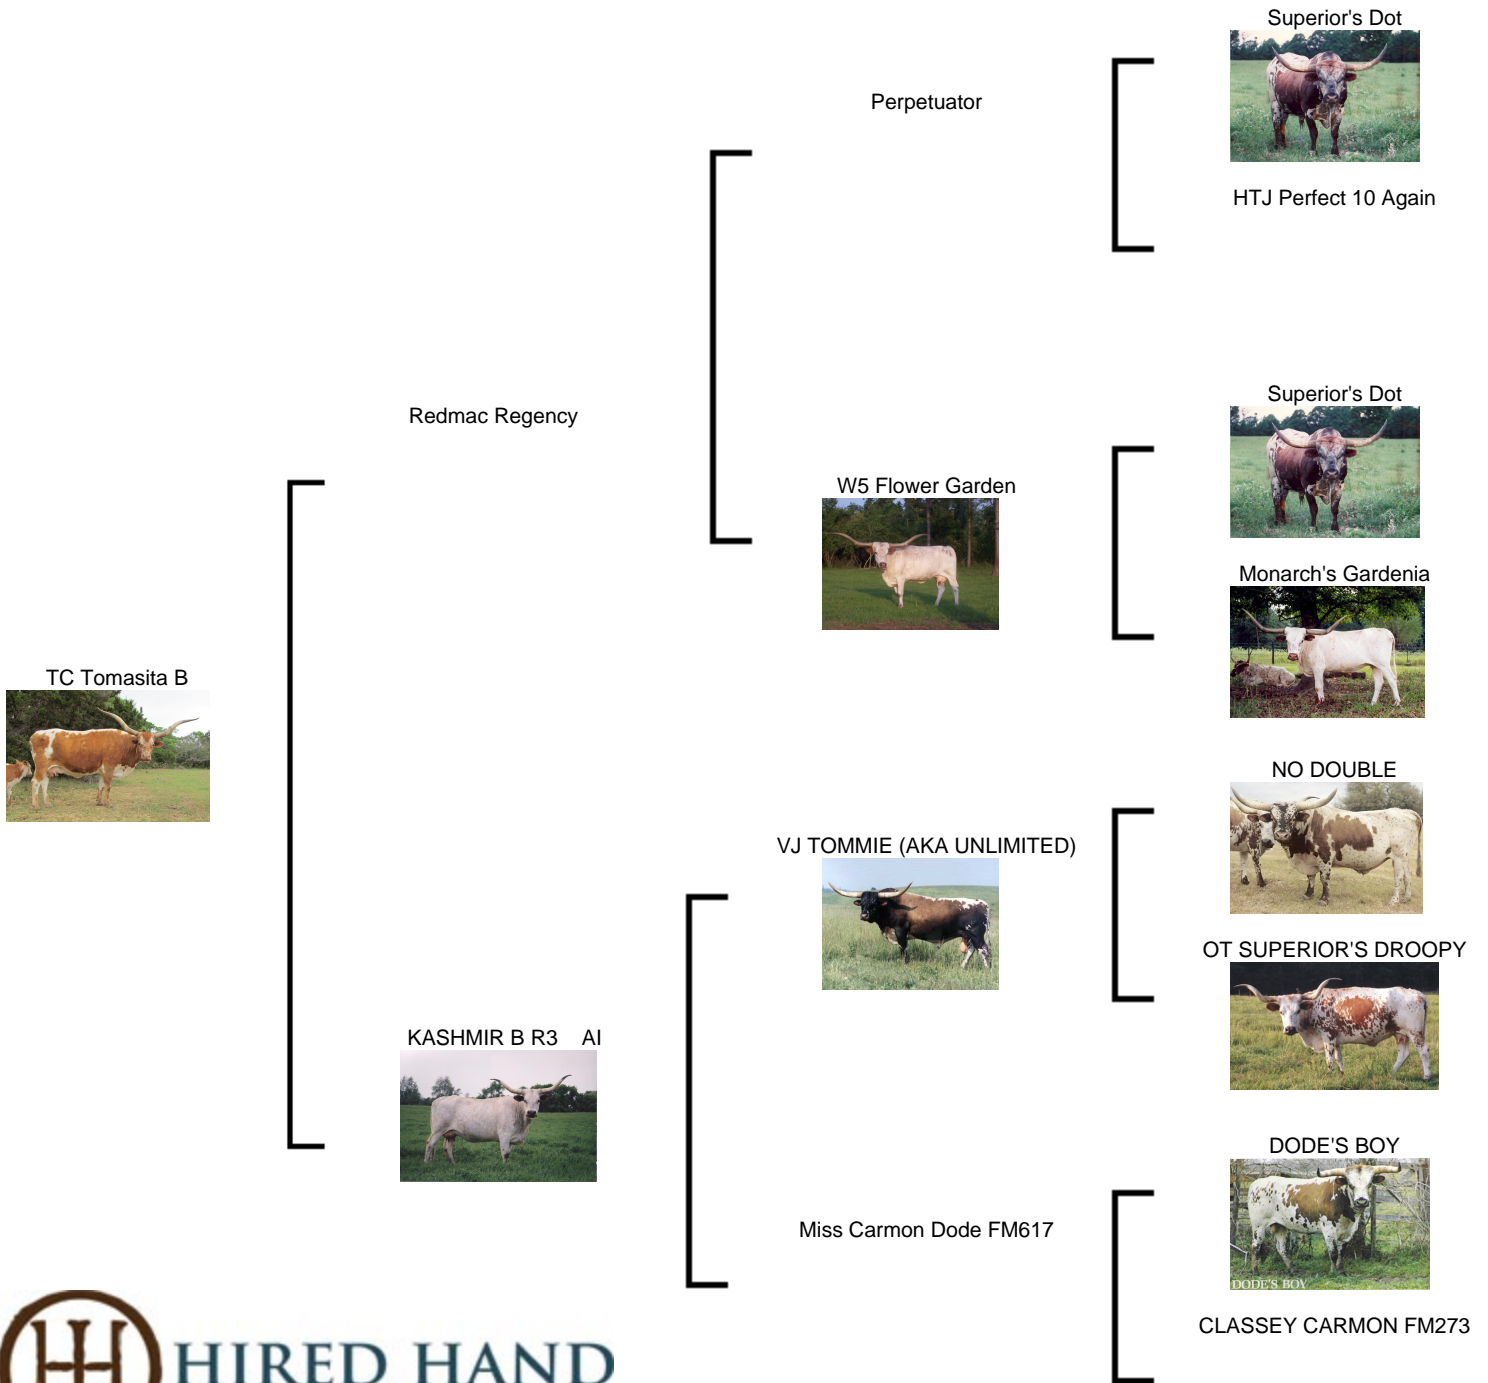 Superior's Dot
Perpetuator
HTJ Perfect 10 Again
Superior's Dot
Redmac Regency
W5 Flower Garden
Monarch's Gardenia
TC Tomasita B
NO DOUBLE
VJ TOMMIE (AKA UNLIMITED)
OT SUPERIOR'S DROOPY
KASHMIR B R3 AI
DODE'S BOY
Miss Carmon Dode FM617
DODE'S BOY
CLASSEY CARMON FM273
HIRED HAND